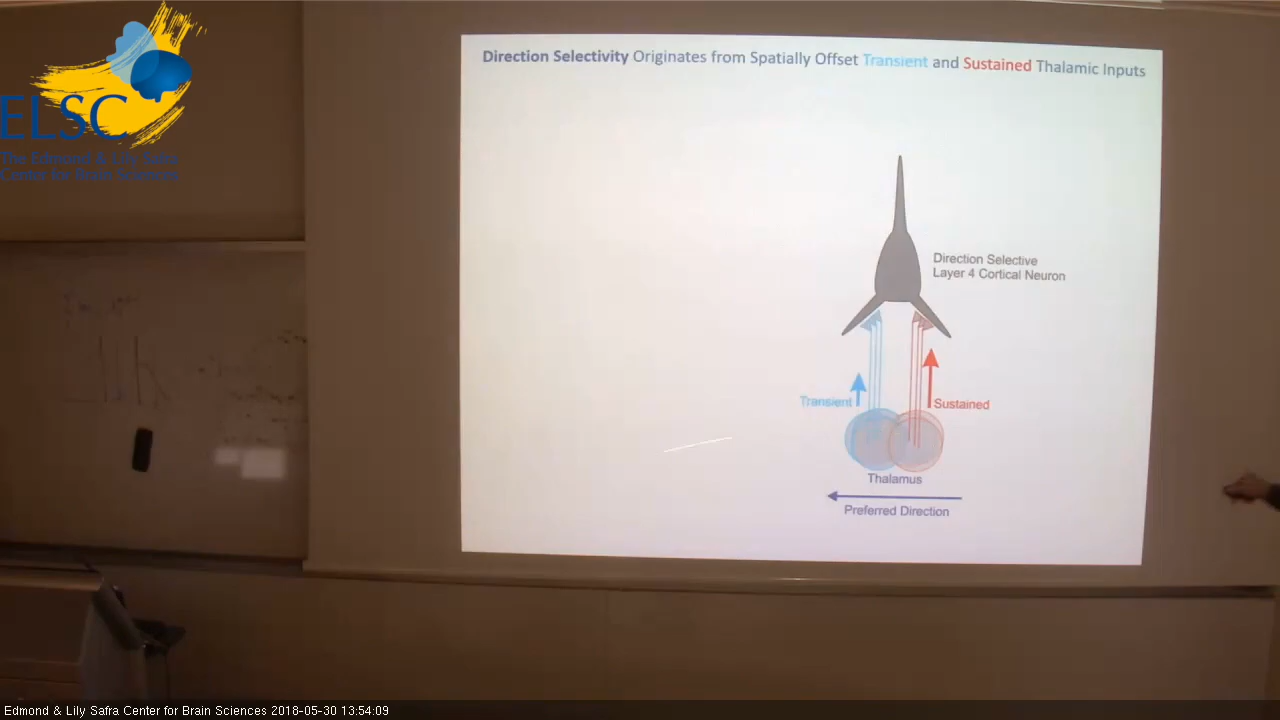 ELSC
The Edmond & Lily Safra
Center for Brain Sciences
Direction Selectivity Originates from Spatially Offset Transient and Sustained Thalamic Inputs
Direction Selective
Layer 4 Cortical Neuron
Transient
Sustained
Thalamus
Preferred Direction
Edmond & Lily Safra Center for Brain Sciences 2018-05-30 13:54:09